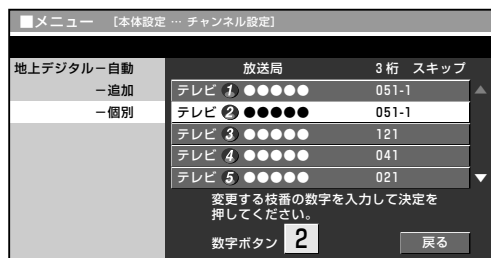 ■メニュー ［本体設定 … チャンネル設定］
地上デジタル－自動
－追加
－個別
放送局 3桁 スキップ
テレビ 1 ●●●●● 051-1
テレビ 2 ●●●●● 051-1
テレビ 3 ●●●●● 121
テレビ 4 ●●●●● 041
テレビ 5 ●●●●● 021
変更する枝番の数字を入力して決定を
押してください。
数字ボタン 2 戻る